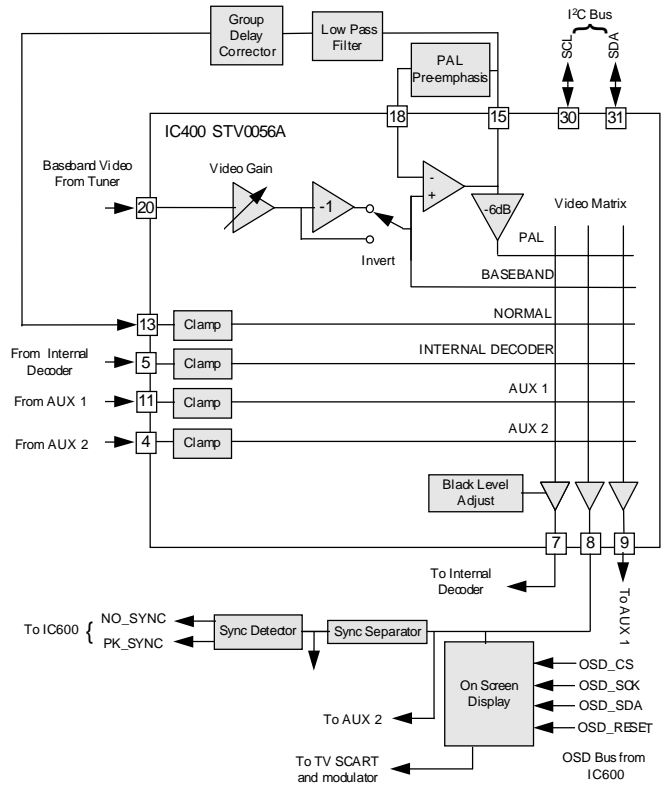 Group
Delay
Corrector
Low Pass
Filter
I²C Bus
SCL
SDA
PAL
Pre-emphasis
18
15
30
31
IC400 STV0056A
Baseband Video
From Tuner
20
Video Gain
-1
Invert
-
+
-6dB
Video Matrix
PAL
BASEBAND
13
Clamp
NORMAL
From Internal
Decoder
5
Clamp
INTERNAL DECODER
From AUX 1
11
Clamp
AUX 1
From AUX 2
4
Clamp
AUX 2
Black Level
Adjust
7
8
9
To Internal
Decoder
To AUX 1
To IC600 {
NO_SYNC
PK_SYNC
Sync Detector
Sync Separator
On Screen
Display
OSD_CS
OSD_SCK
OSD_SDA
OSD_RESET
To AUX 2
To TV SCART
and modulator
OSD Bus from
IC600